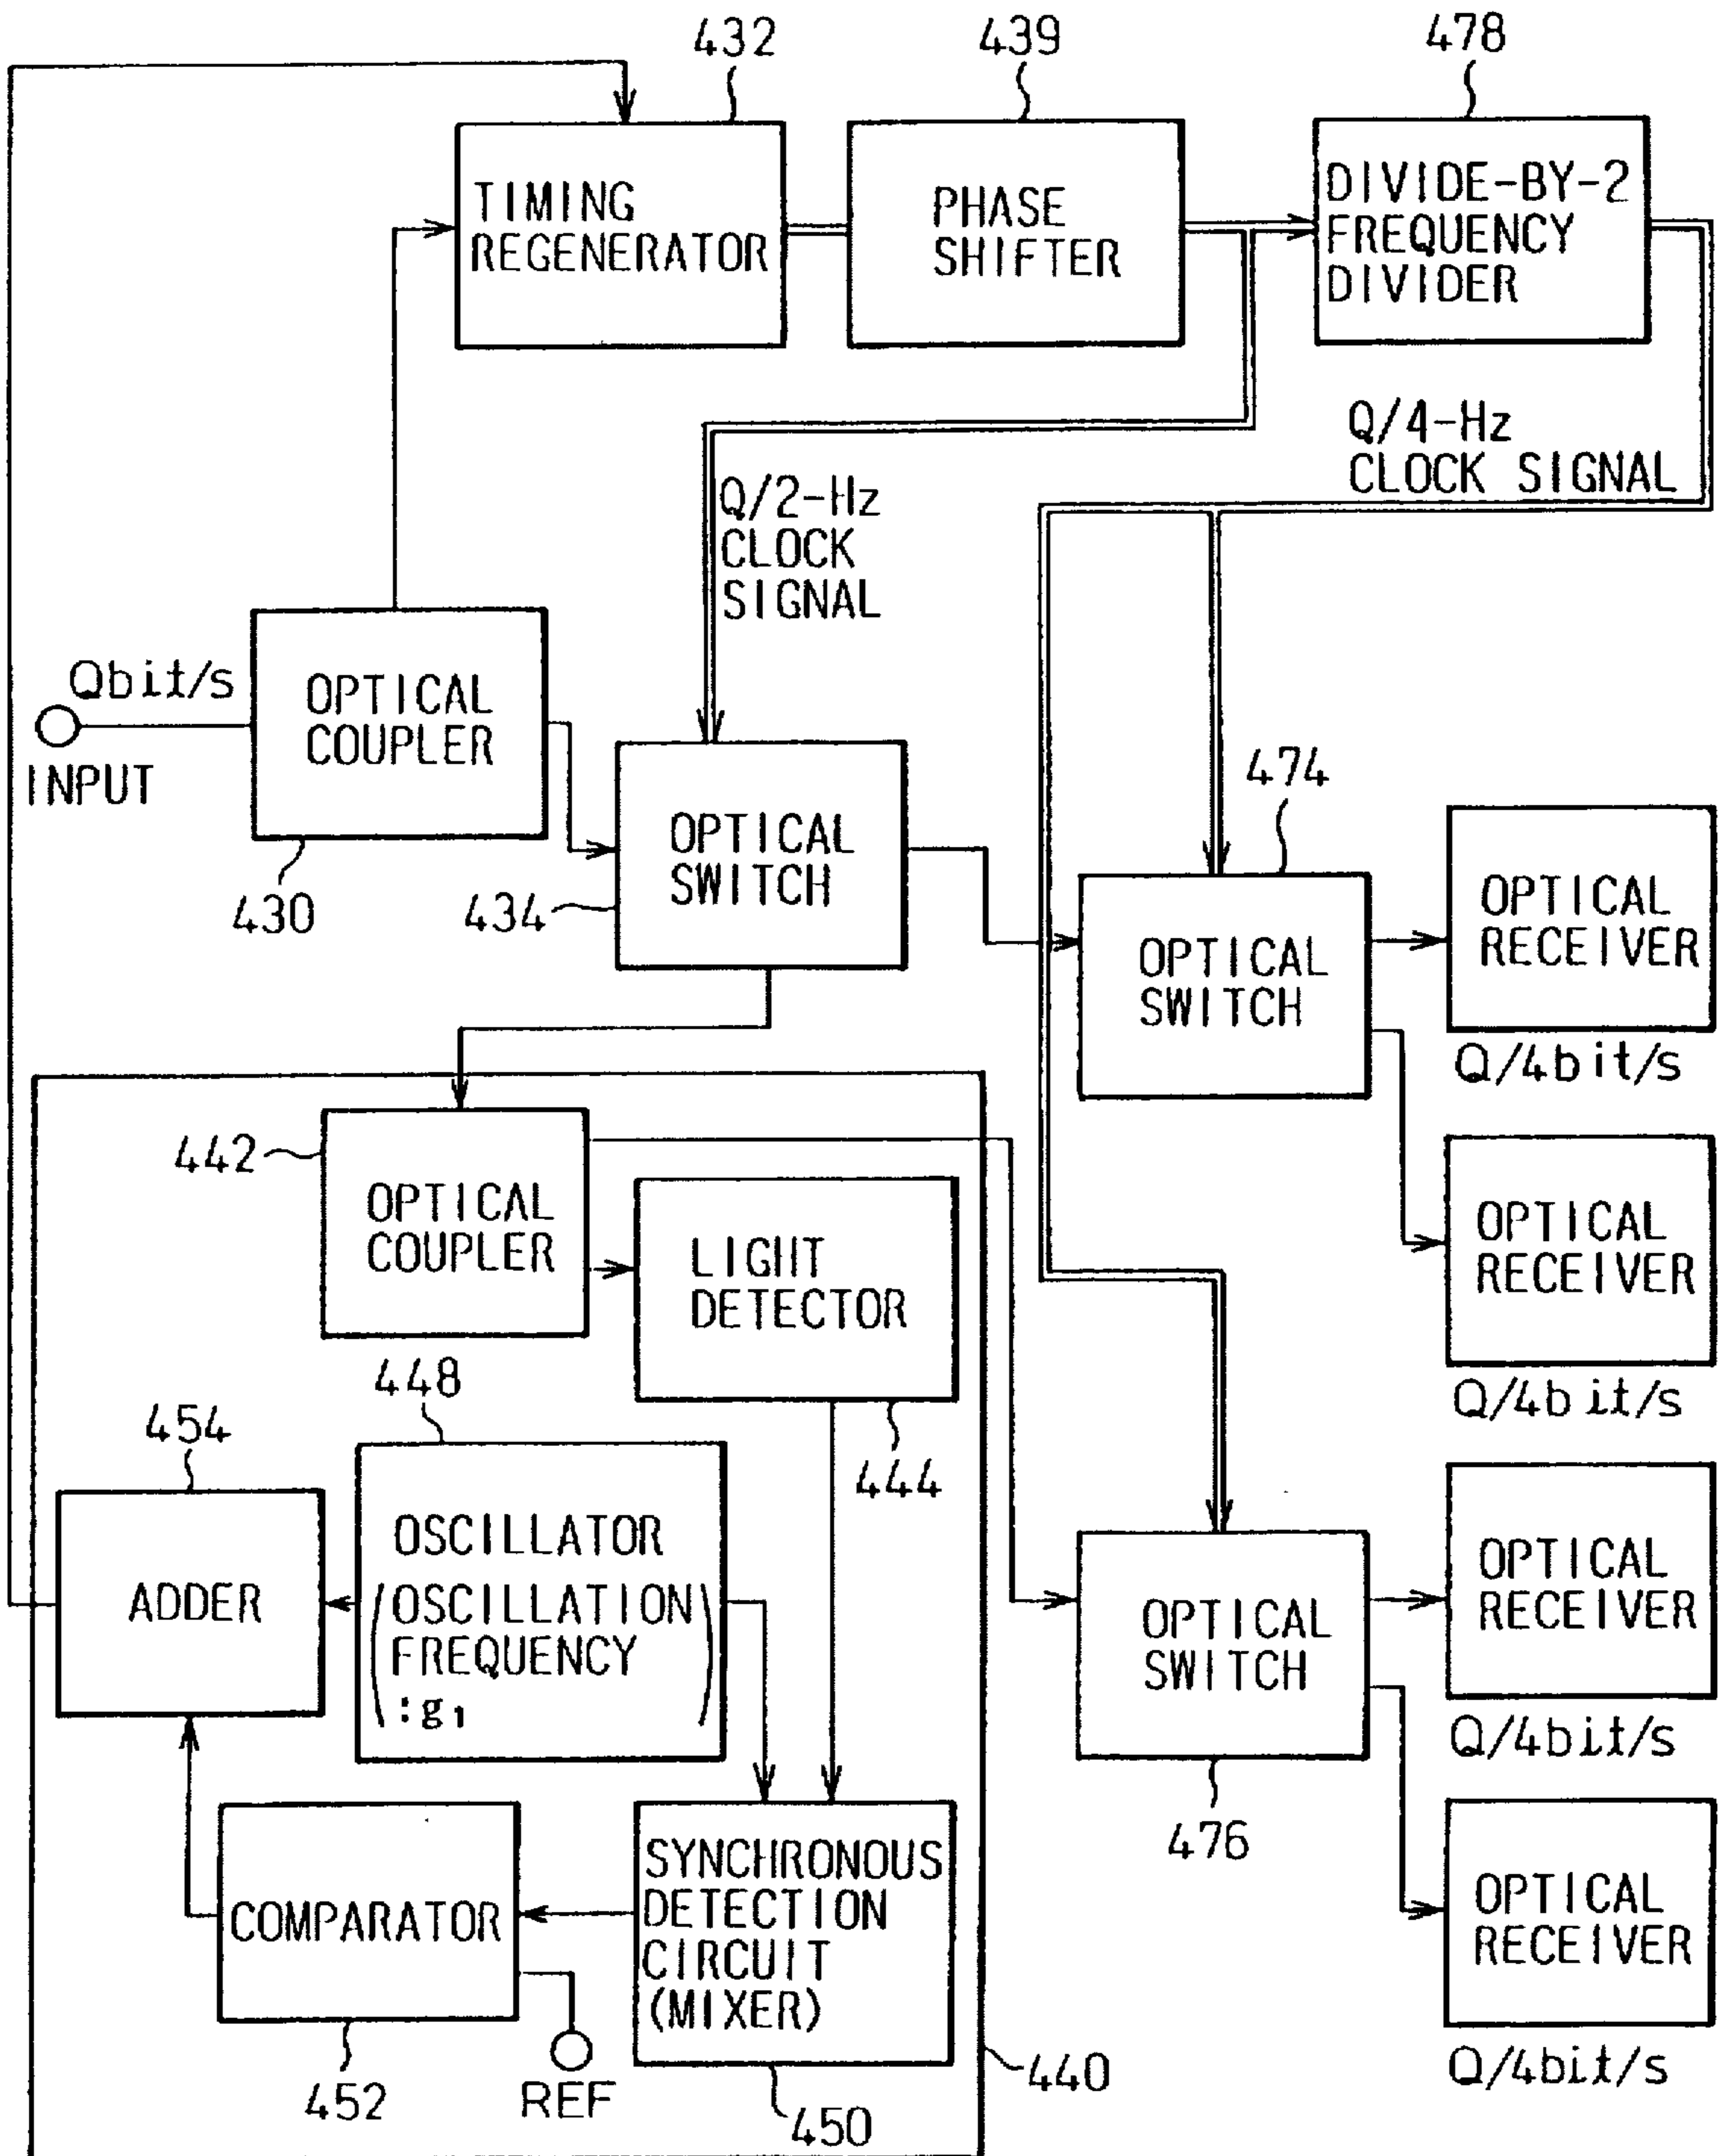 432
439
478
TIMING
REGENERATOR
PHASE
SHIFTER
DIVIDE-BY-2
FREQUENCY
DIVIDER
Q/4-Hz
CLOCK SIGNAL
Q/2-Hz
CLOCK
SIGNAL
Qbit/s
INPUT
OPTICAL
COUPLER
430
OPTICAL
SWITCH
434
474
OPTICAL
SWITCH
OPTICAL
RECEIVER
Q/4bit/s
442
OPTICAL
COUPLER
LIGHT
DETECTOR
444
OPTICAL
RECEIVER
Q/4bit/s
448
454
ADDER
OSCILLATOR
(OSCILLATION
FREQUENCY
:g₁)
OPTICAL
SWITCH
476
OPTICAL
RECEIVER
Q/4bit/s
COMPARATOR
452
REF
SYNCHRONOUS
DETECTION
CIRCUIT
(MIXER)
450
440
OPTICAL
RECEIVER
Q/4bit/s